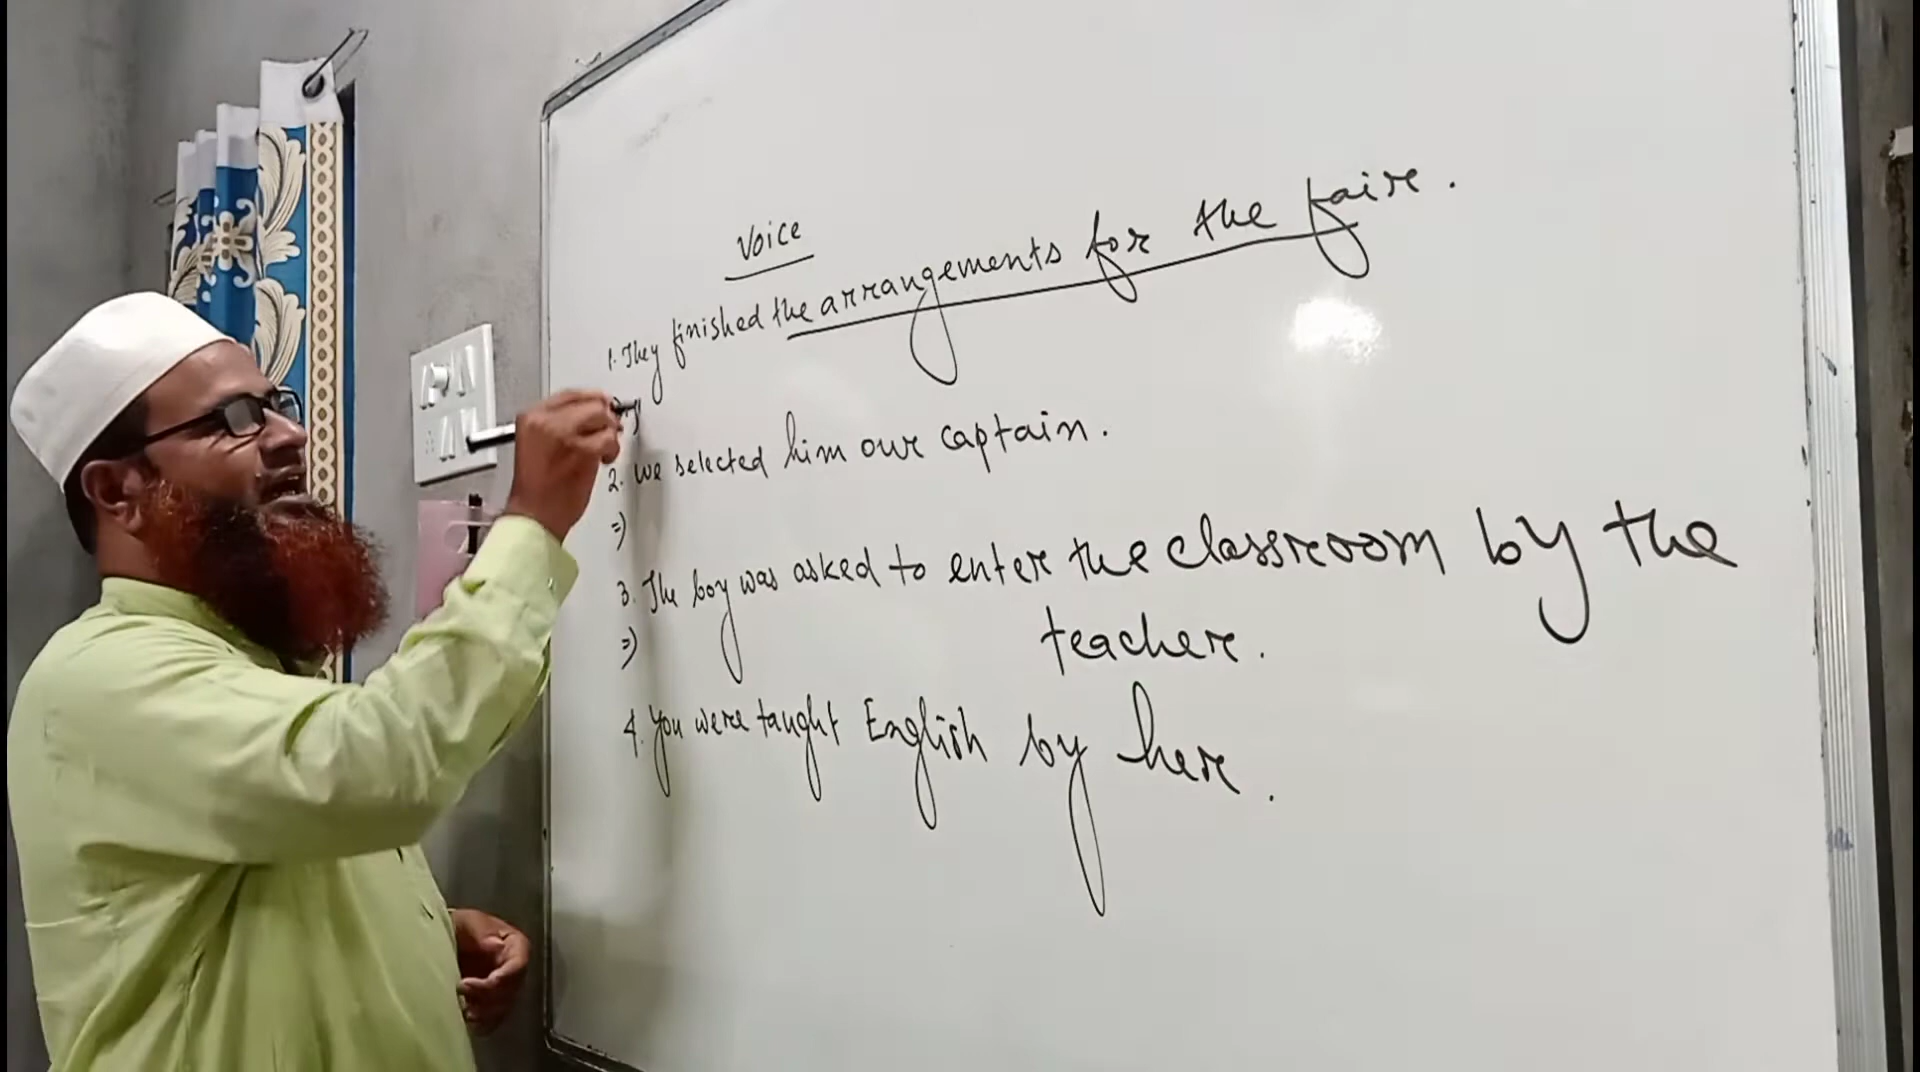 Voice
1. They finished the arrangements for the fair.
2. We selected him our captain.
⇒)
3. The boy was asked to enter the classroom by the
teacher.
⇒)
4. You were taught English by her.